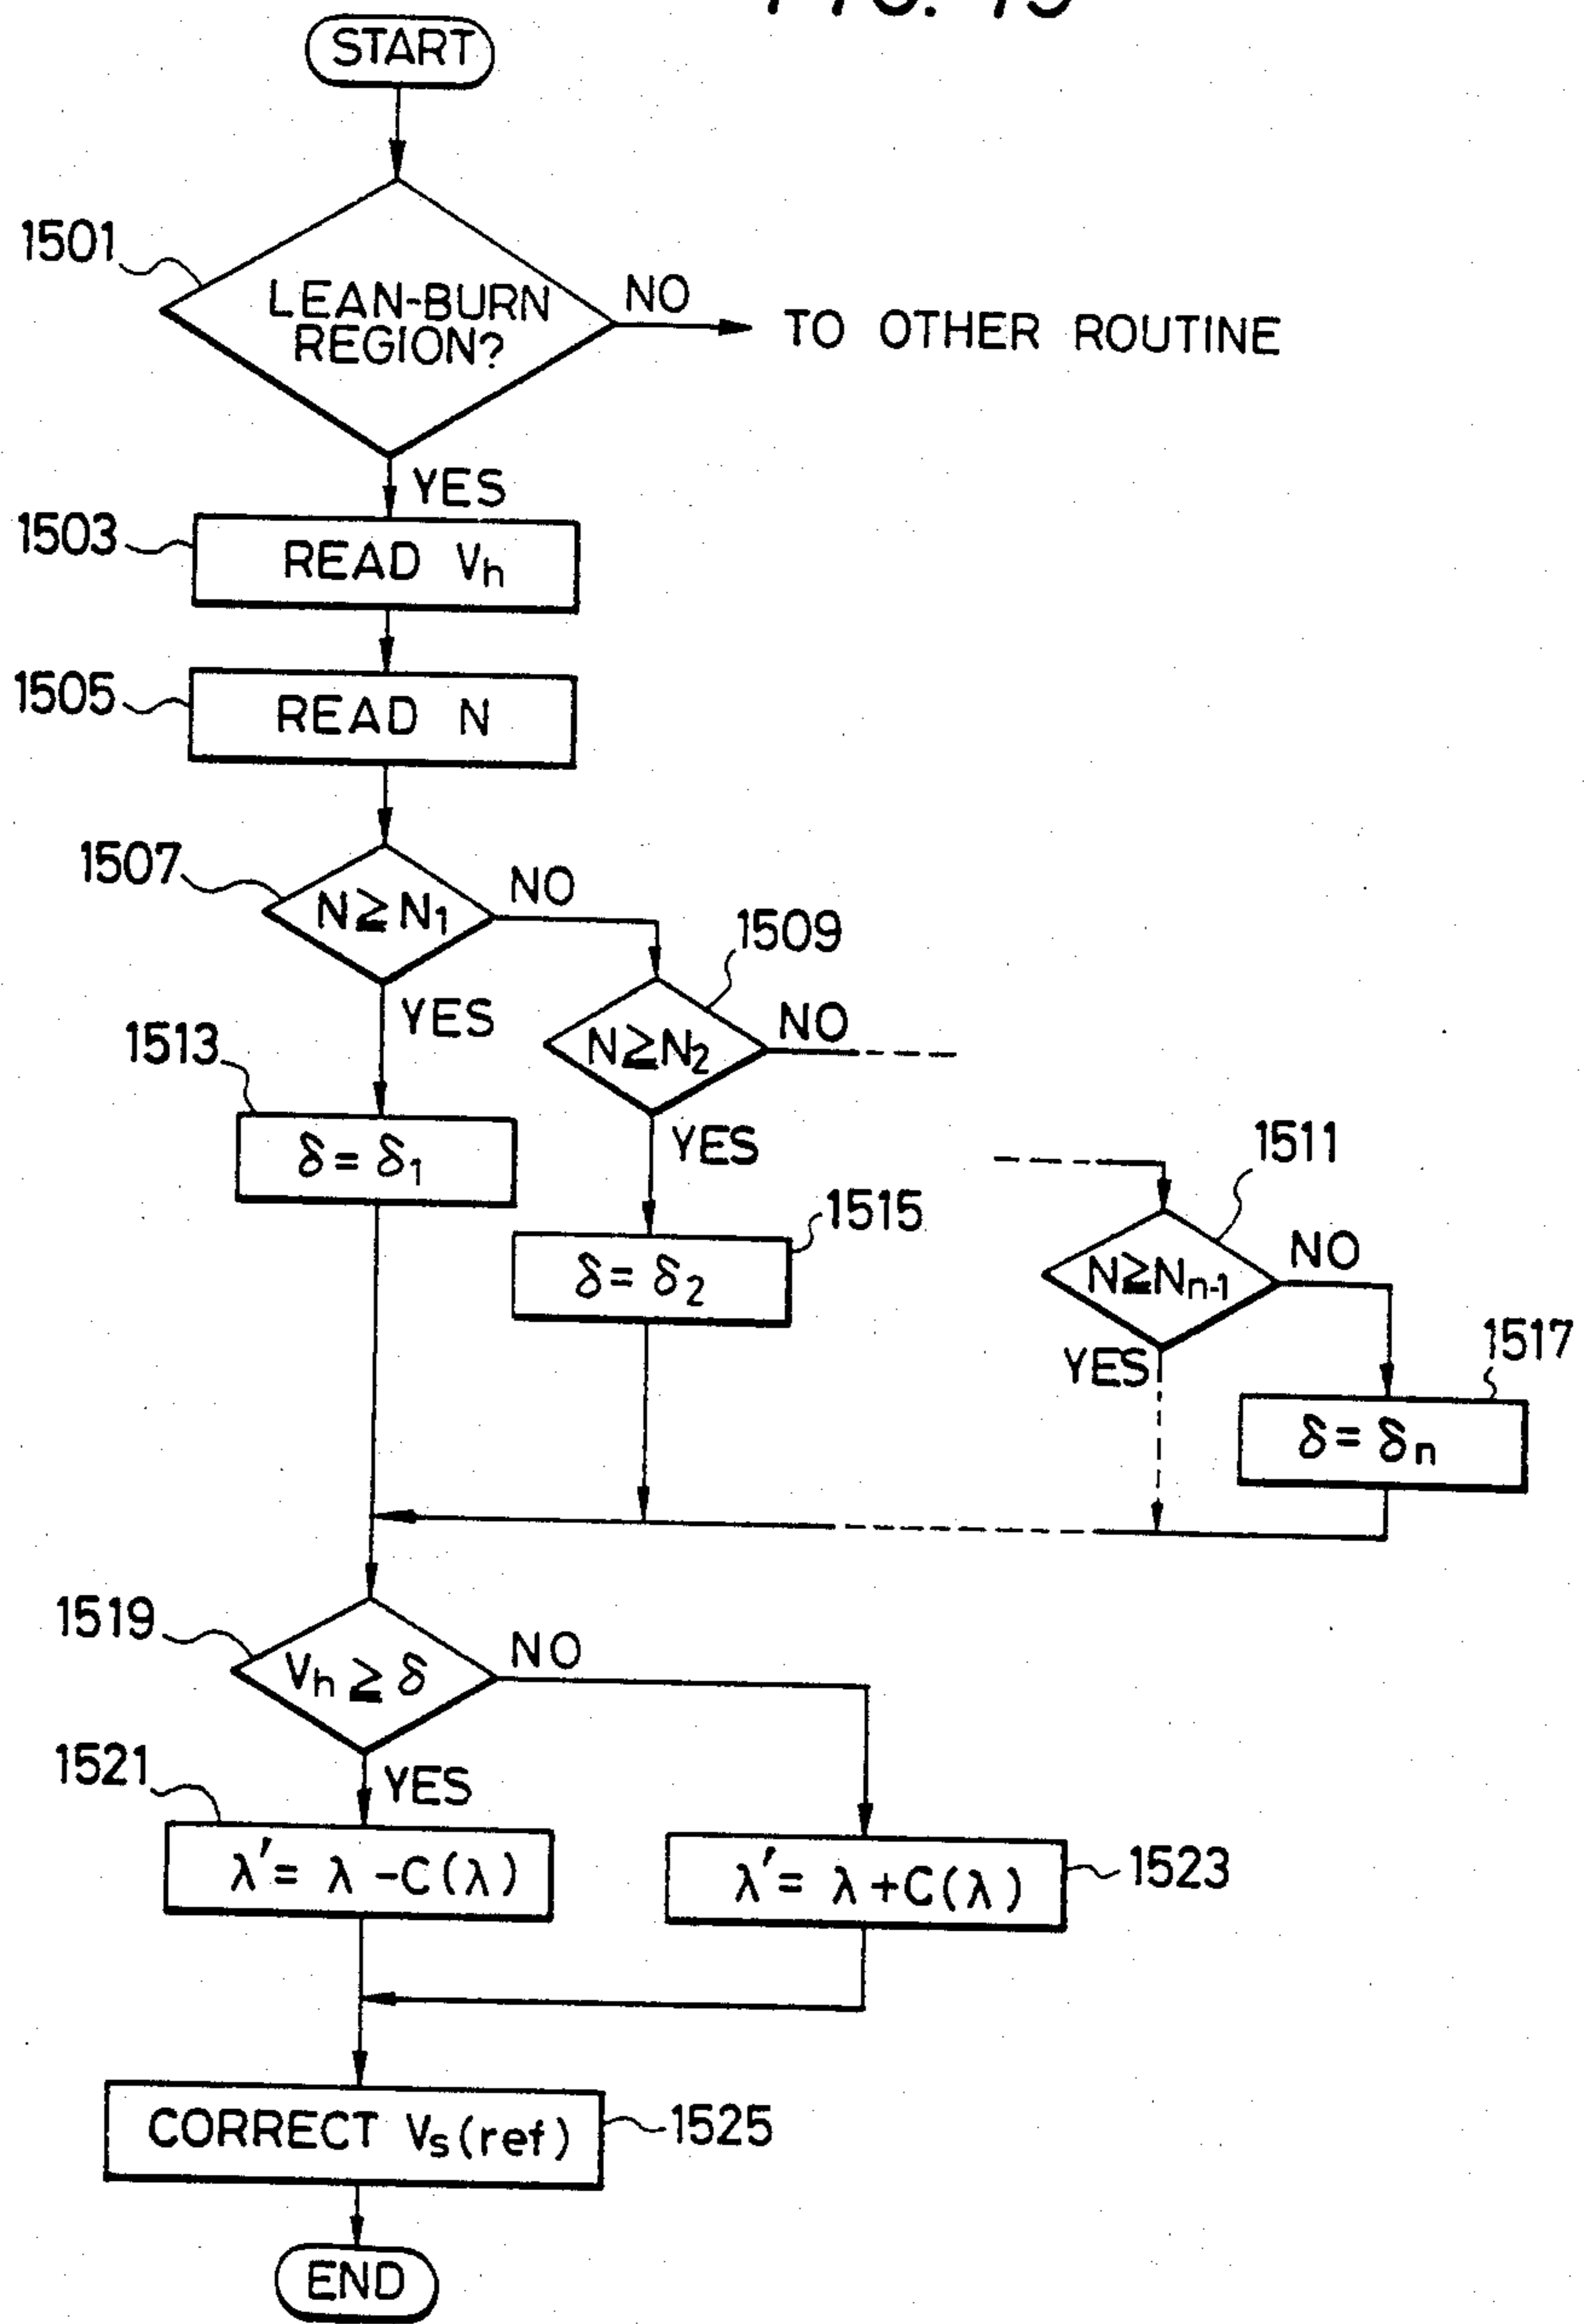 START
1501
LEAN-BURN
REGION?
NO
TO OTHER ROUTINE
YES
1503
READ Vh
1505
READ N
1507
N≧N1
NO
1509
YES
N≧N2
NO
1513
δ=δ1
YES
1511
1515
δ=δ2
N≧Nn-1
NO
YES
1517
δ=δn
1519
Vh≧δ
NO
1521
YES
λ'=λ-C(λ)
λ'=λ+C(λ)
1523
CORRECT Vs(ref)
1525
END